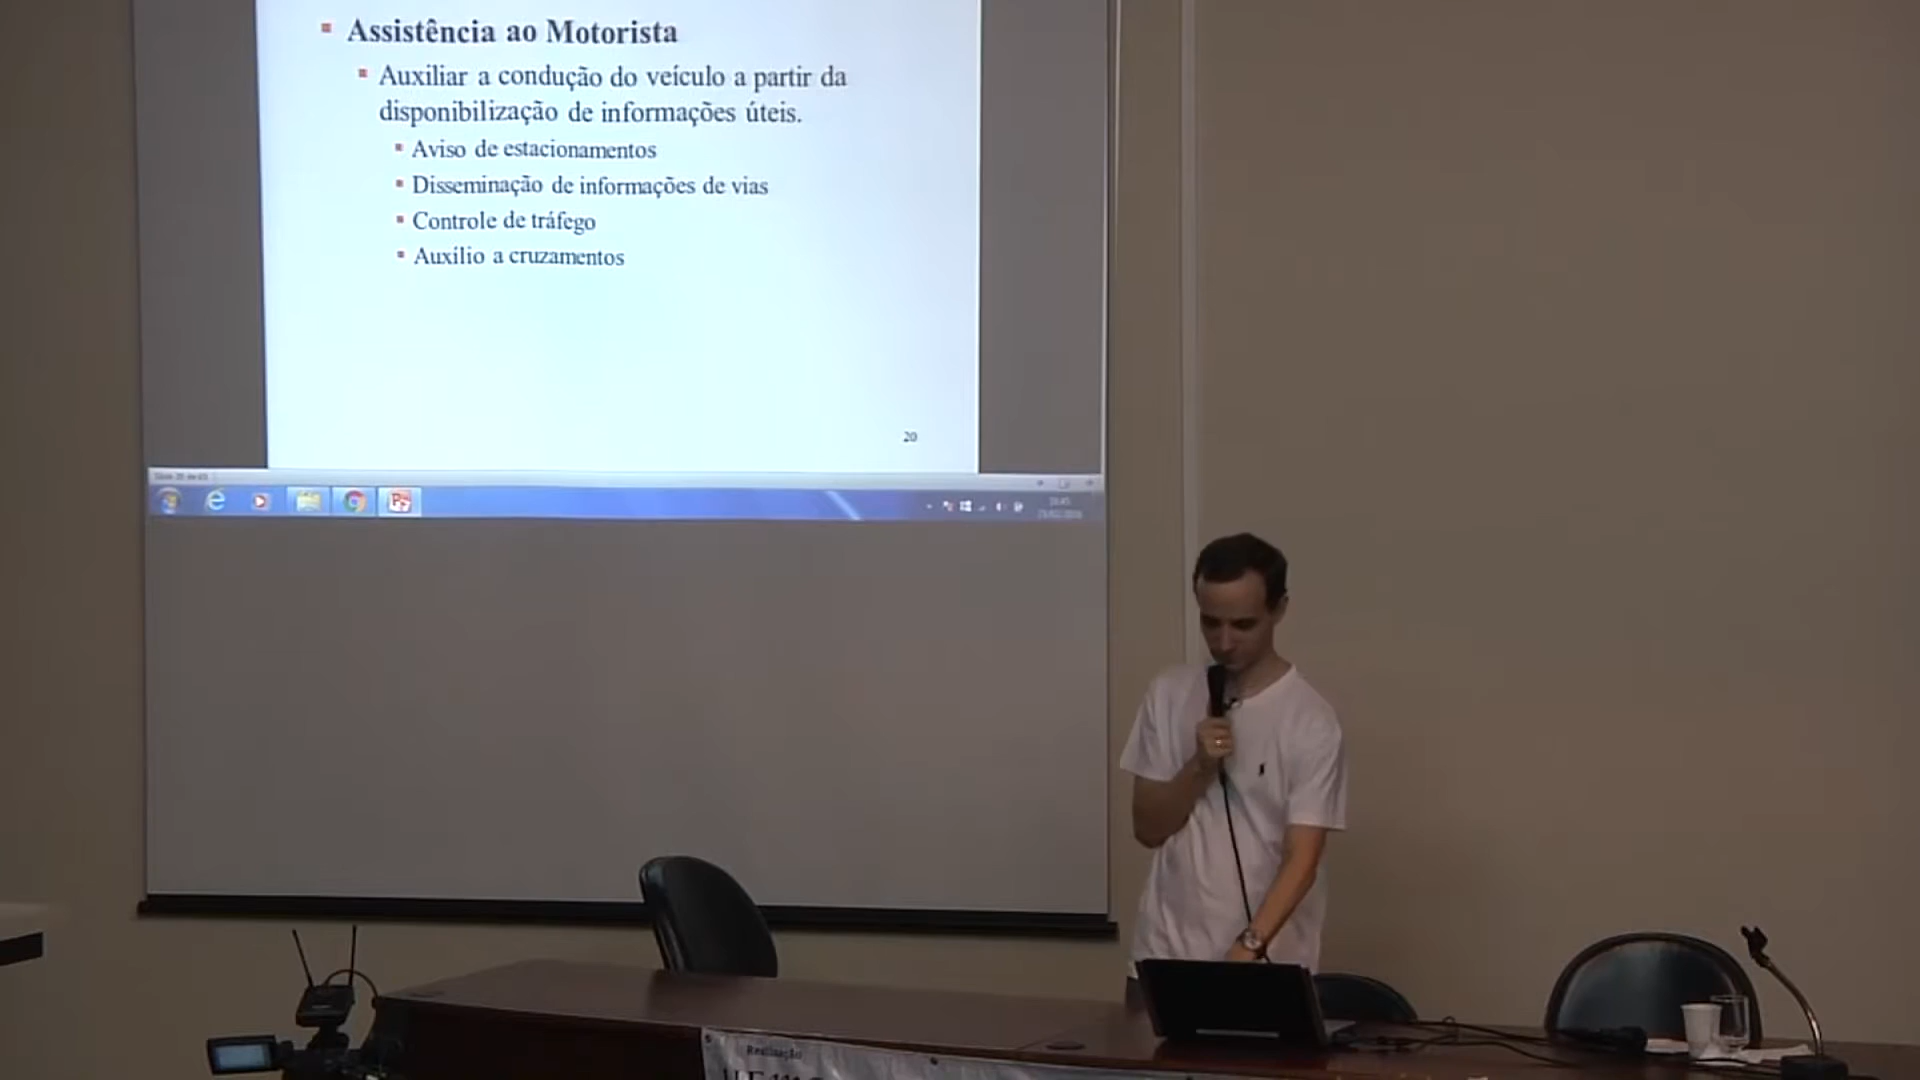 Assistência ao Motorista
Auxiliar a condução do veículo a partir da
disponibilização de informações úteis.
Aviso de estacionamentos
Disseminação de informações de vias
Controle de tráfego
Auxílio a cruzamentos
20
Realização